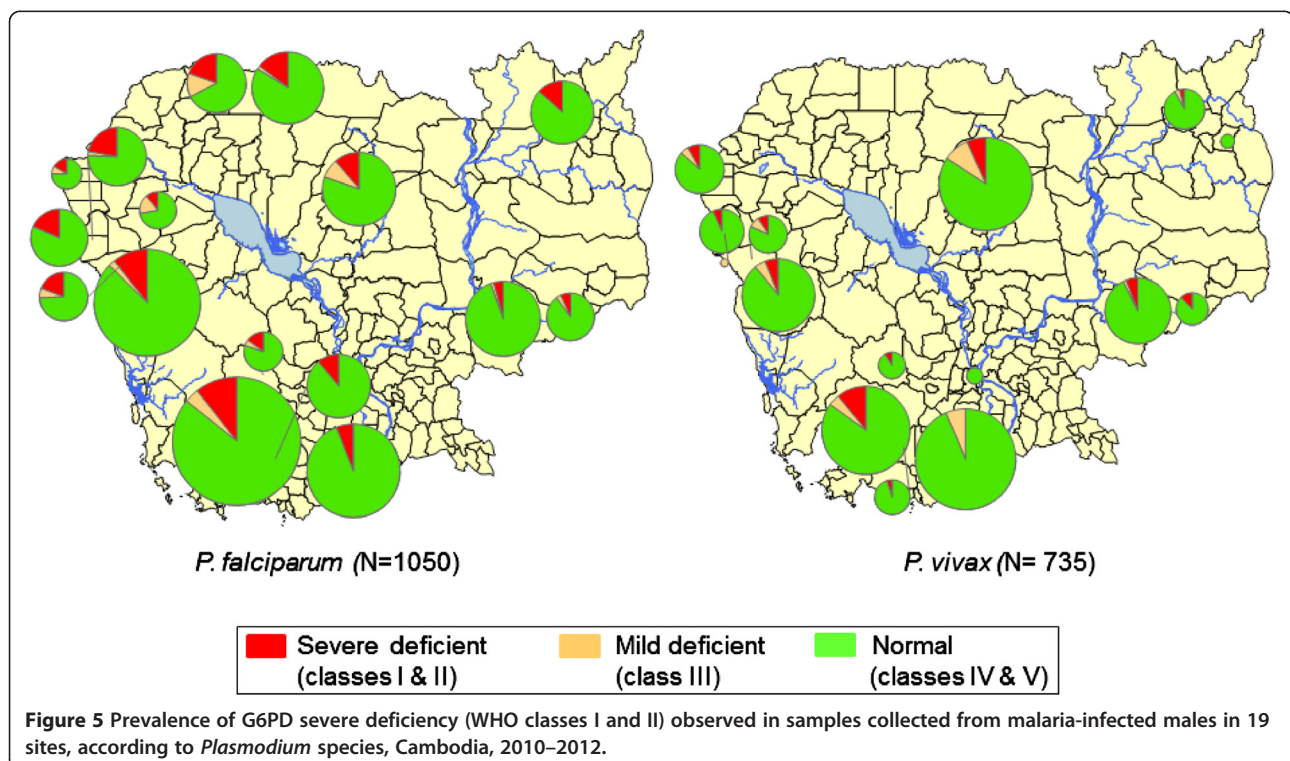 P. falciparum (N=1050)
P. vivax (N= 735)
Severe deficient
(classes I & II)
Mild deficient
(class III)
Normal
(classes IV & V)
Figure 5 Prevalence of G6PD severe deficiency (WHO classes I and II) observed in samples collected from malaria-infected males in 19
sites, according to Plasmodium species, Cambodia, 2010–2012.